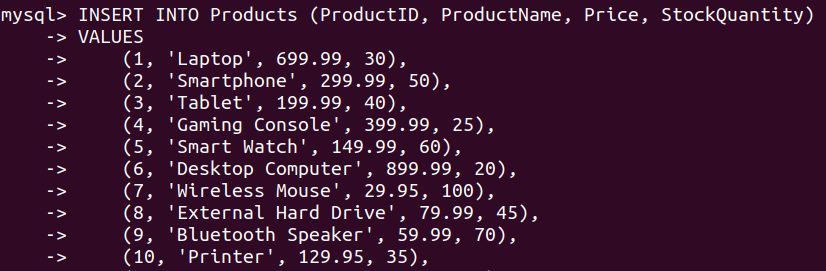 mysql> INSERT INTO Products (ProductID, ProductName, Price, StockQuantity)
    -> VALUES
    ->     (1, 'Laptop', 699.99, 30),
    ->     (2, 'Smartphone', 299.99, 50),
    ->     (3, 'Tablet', 199.99, 40),
    ->     (4, 'Gaming Console', 399.99, 25),
    ->     (5, 'Smart Watch', 149.99, 60),
    ->     (6, 'Desktop Computer', 899.99, 20),
    ->     (7, 'Wireless Mouse', 29.95, 100),
    ->     (8, 'External Hard Drive', 79.99, 45),
    ->     (9, 'Bluetooth Speaker', 59.99, 70),
    ->     (10, 'Printer', 129.95, 35),